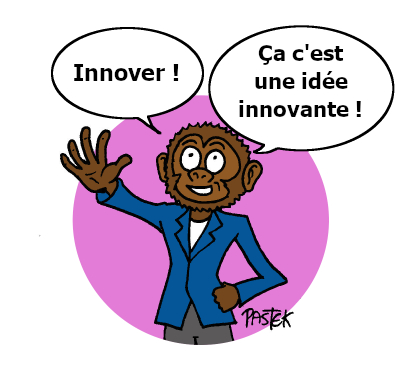 Innover !
Ça c'est
une idée
innovante !
PASTEK